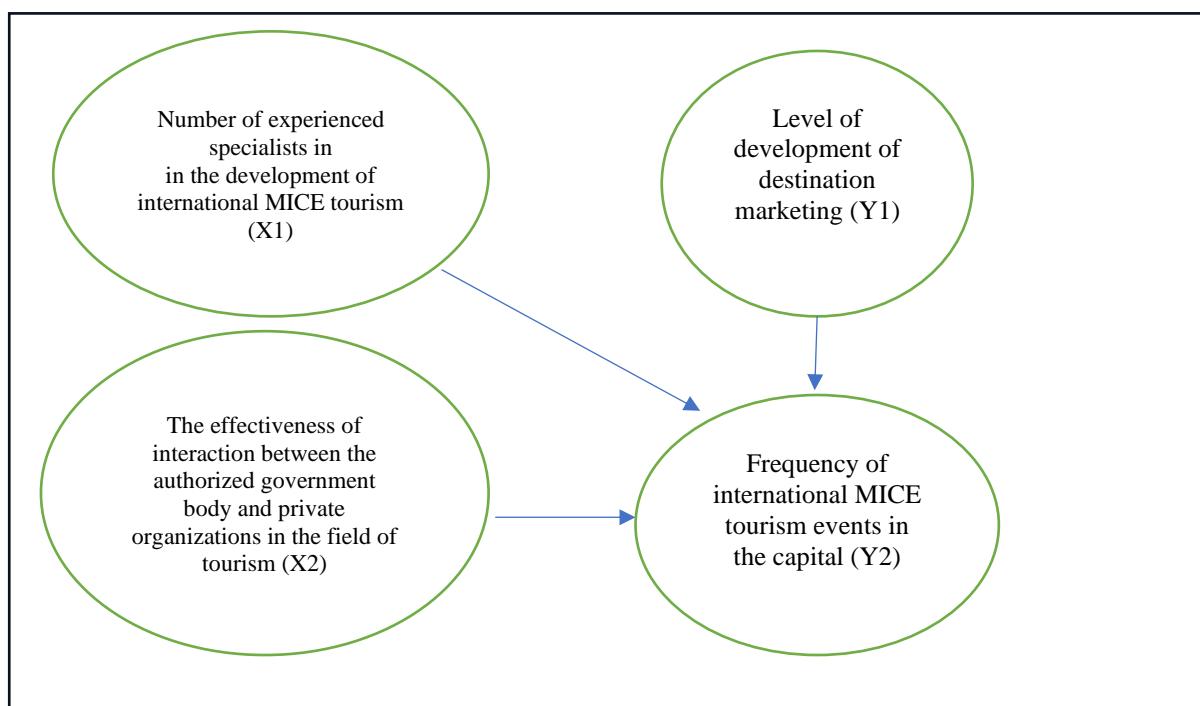 Number of experienced
specialists in
in the development of
international MICE tourism
(X1)
Level of
development of
destination
marketing (Y1)
The effectiveness of
interaction between the
authorized government
body and private
organizations in the field of
tourism (X2)
Frequency of
international MICE
tourism events in
the capital (Y2)